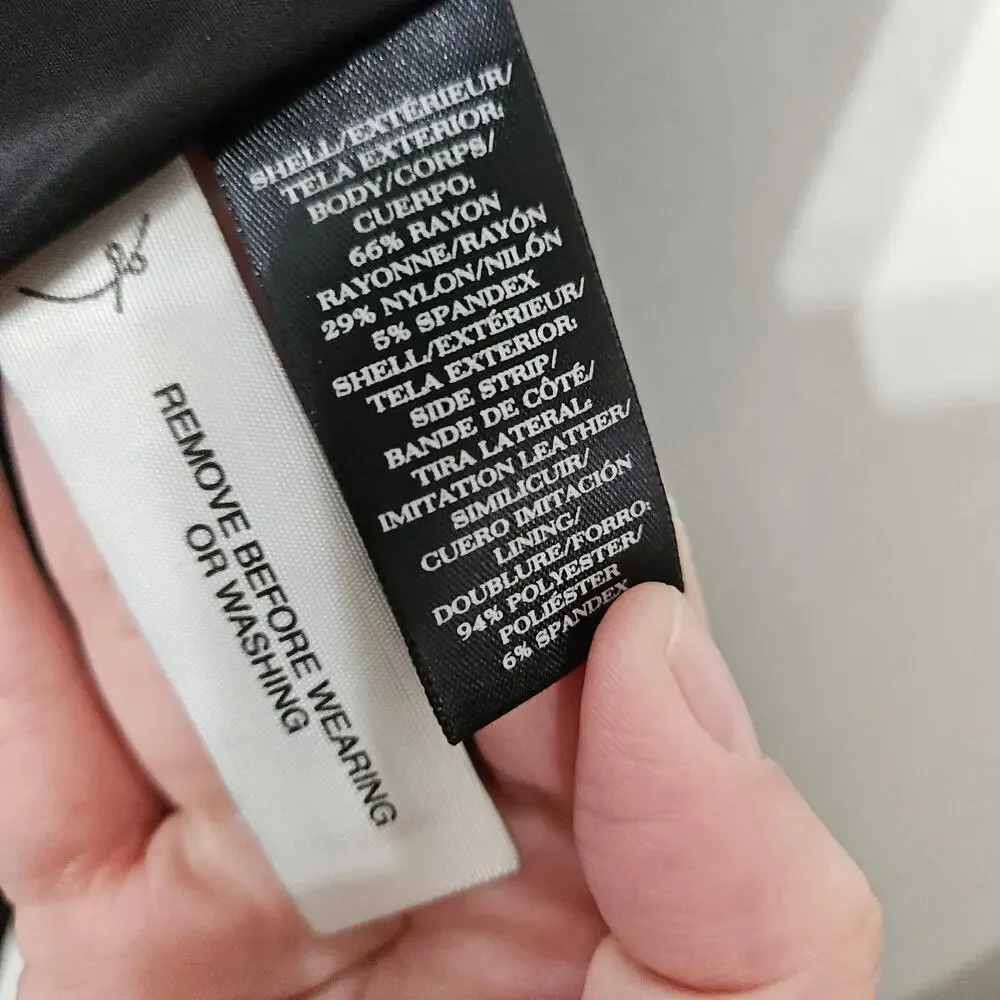 SHELL/EXTÉRIEUR/
TELA EXTERIOR:
BODY/CORPS/
CUERPO:
66% RAYON
RAYONNE/RAYÓN
29% NYLON/NILÓN
5% SPANDEX
SHELL/EXTÉRIEUR/
TELA EXTERIOR:
SIDE STRIP/
BANDE DE CÔTÉ/
TIRA LATERAL:
IMITATION LEATHER/
SIMILICUIR/
CUERO IMITACIÓN
LINING/
DOUBLURE/FORRO:
94% POLYESTER/
POLIÉSTER
6% SPANDEX
REMOVE BEFORE WEARING
OR WASHING